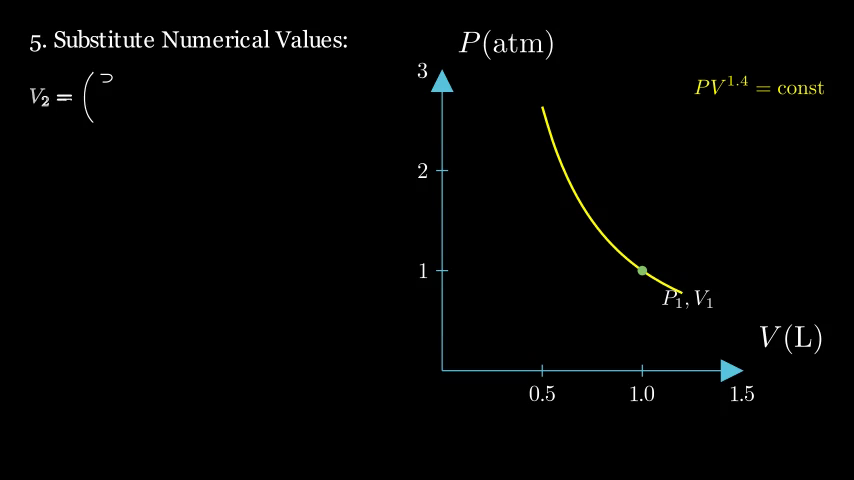 5. Substitute Numerical Values:
V₂ = (
P(atm)
3
PV^1.4 = const
2
1
P₁, V₁
V(L)
0.5 1.0 1.5